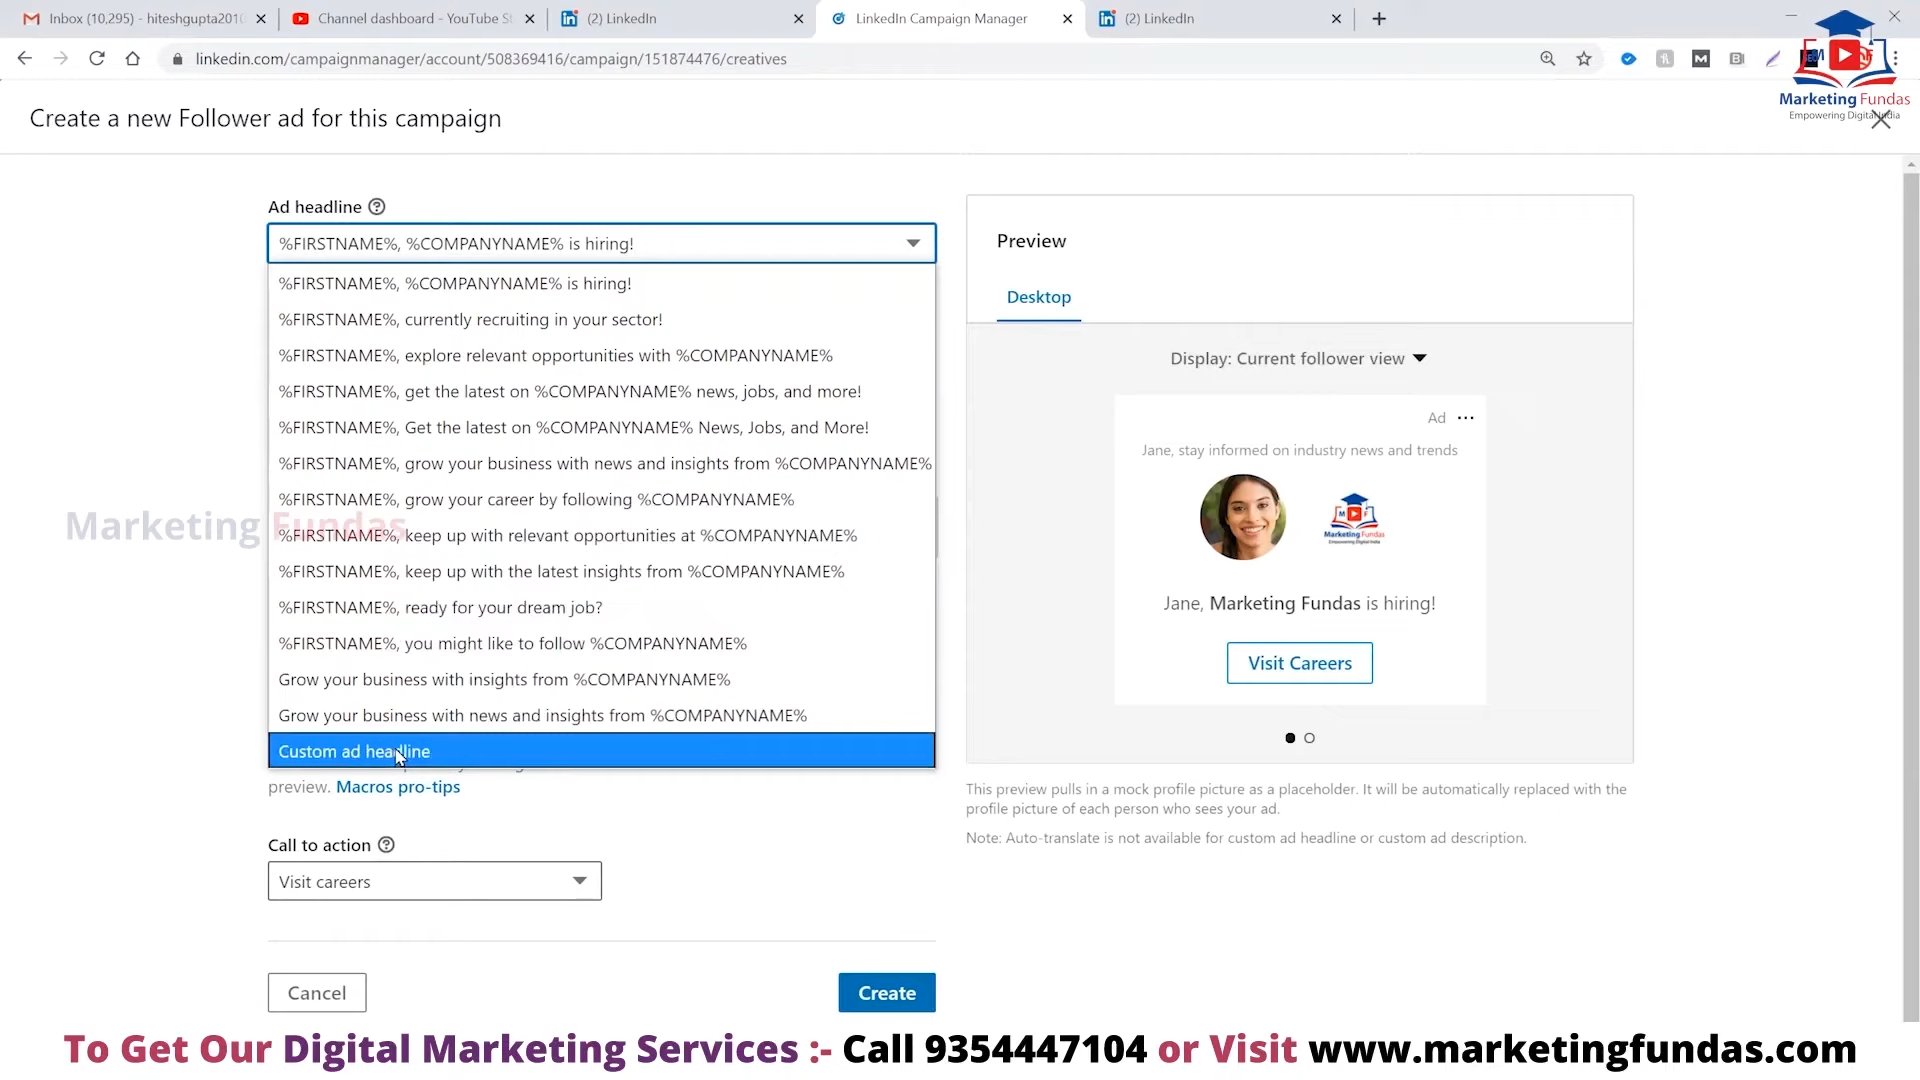 Inbox (10,295) - hiteshgupta2010
Channel dashboard - YouTube St
(2) LinkedIn
LinkedIn Campaign Manager
(2) LinkedIn
linkedin.com/campaignmanager/account/508369416/campaign/151874476/creatives
Marketing Fundas
Empowering Digital India
Create a new Follower ad for this campaign
Ad headline
%FIRSTNAME%, %COMPANYNAME% is hiring!
%FIRSTNAME%, %COMPANYNAME% is hiring!
%FIRSTNAME%, currently recruiting in your sector!
%FIRSTNAME%, explore relevant opportunities with %COMPANYNAME%
%FIRSTNAME%, get the latest on %COMPANYNAME% news, jobs, and more!
%FIRSTNAME%, Get the latest on %COMPANYNAME% News, Jobs, and More!
%FIRSTNAME%, grow your business with news and insights from %COMPANYNAME%
%FIRSTNAME%, grow your career by following %COMPANYNAME%
%FIRSTNAME%, keep up with relevant opportunities at %COMPANYNAME%
%FIRSTNAME%, keep up with the latest insights from %COMPANYNAME%
%FIRSTNAME%, ready for your dream job?
%FIRSTNAME%, you might like to follow %COMPANYNAME%
Grow your business with insights from %COMPANYNAME%
Grow your business with news and insights from %COMPANYNAME%
Custom ad headline
Marketing Fundas
preview. Macros pro-tips
Call to action
Visit careers
Cancel
Create
Preview
Desktop
Display: Current follower view
Ad
Jane, stay informed on industry news and trends
Marketing Fundas
Empowering Digital India
Jane, Marketing Fundas is hiring!
Visit Careers
This preview pulls in a mock profile picture as a placeholder. It will be automatically replaced with the
profile picture of each person who sees your ad.
Note: Auto-translate is not available for custom ad headline or custom ad description.
To Get Our Digital Marketing Services :- Call 9354447104 or Visit www.marketingfundas.com